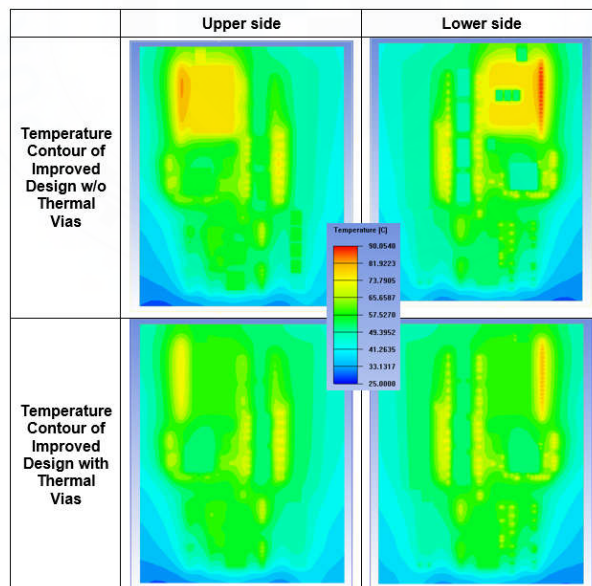 Upper side
Lower side
Temperature
Contour of
Improved
Design w/o
Thermal
Vias
Temperature [C]
90.0540
81.9223
73.7905
65.6587
57.5270
49.3952
41.2635
33.1317
25.0000
Temperature
Contour of
Improved
Design with
Thermal
Vias